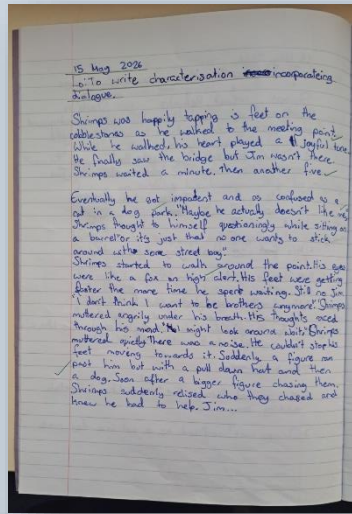 15 May 2026
L.O: To write characterisation incorporateing
dialogue.
Shrimps was happily tapping is feet on the
cobblestones as he walked to the meeting point.
While he walked, his heart played a joyful tone.
He finally saw the bridge but Jim wasn't there
Shrimps waited a minute. Then another five.
Eventually he got impatient and as confused as a
cat in a dog park. "Maybe he actually doesn't like me"
Shrimps thought to himself questioningly while sitting on
a barrel "or its just that no one wants to stick
around with some streed boy."
Shrimps started to walk around the point. His eyes
were like a fox on high alert. His feet were getting
faster the more time he spent waiting. Still no Jim.
"I don't think I want to be brothers anymore" Shrimps
muttered angrily under his breath. His thoughts raced
through his mind. "I might look around abit" Shrimps
muttered quietly. There was a noise. He couldn't stop his
feet moveing towards it. Suddenly a figure ran
past him but with a pull down hat and then
a dog. Soon after a bigger figure chasing them.
Shrimps suddenly relised who they chased and
knew he had to help. Jim...